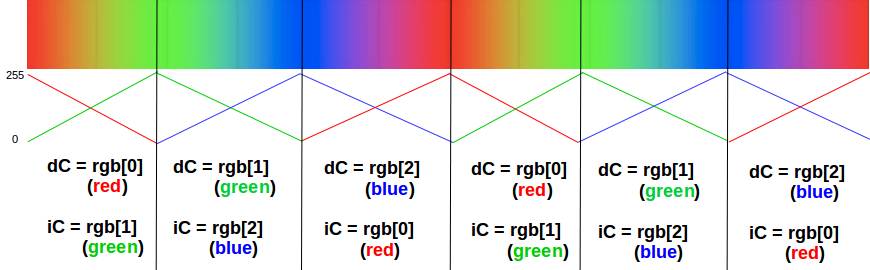 255
0
dC = rgb[0] dC = rgb[1] dC = rgb[2] dC = rgb[0] dC = rgb[1] dC = rgb[2]
(red) (green) (blue) (red) (green) (blue)
iC = rgb[1] iC = rgb[2] iC = rgb[0] iC = rgb[1] iC = rgb[2] iC = rgb[0]
(green) (blue) (red) (green) (blue) (red)